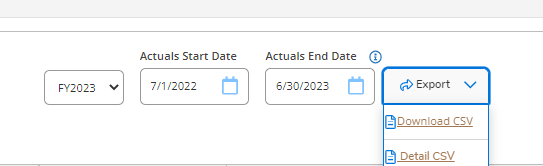 Actuals Start Date
Actuals End Date
FY2023
7/1/2022
6/30/2023
Export
Download CSV
Detail CSV